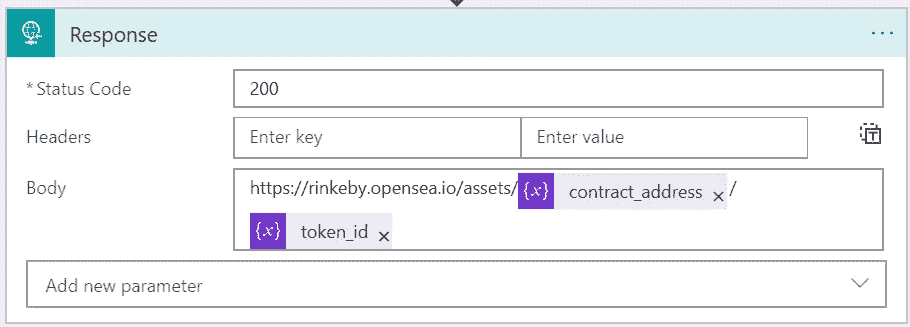 Response
* Status Code 200
Headers Enter key Enter value
Body https://rinkeby.opensea.io/assets/ {x} contract_address × /
{x} token_id ×
Add new parameter